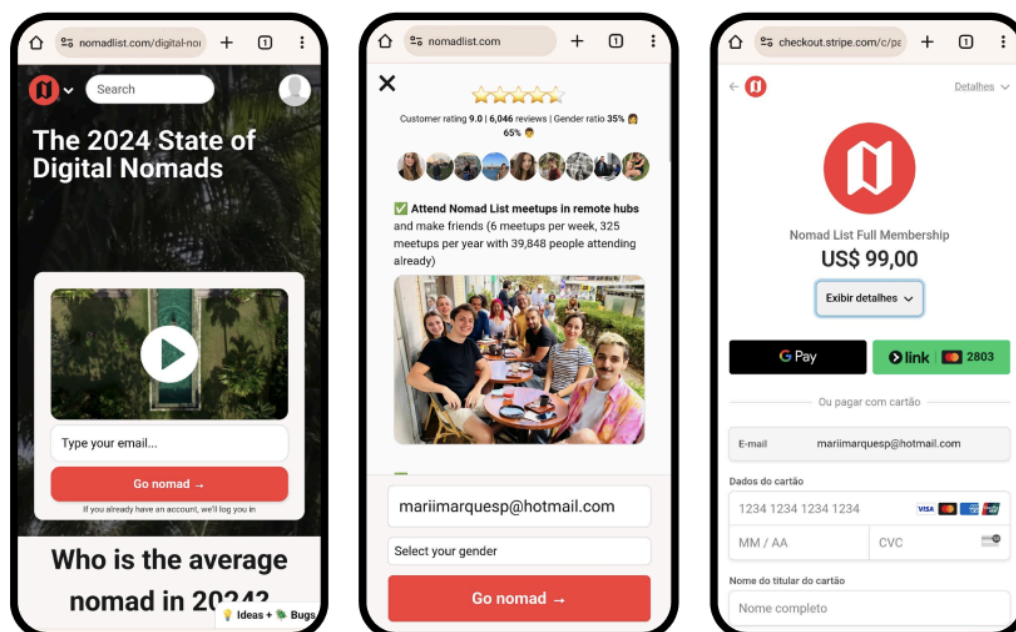 nomadlist.com/digital-nor
1
Search
The 2024 State of
Digital Nomads
Type your email...
Go nomad →
If you already have an account, we'll log you in
Who is the average
nomad in 2024?
💡 Ideas + 🪲 Bugs
nomadlist.com
1
Customer rating 9.0 | 6,046 reviews | Gender ratio 35% 👩
65% 👨
✅ Attend Nomad List meetups in remote hubs
and make friends (6 meetups per week, 325
meetups per year with 39,848 people attending
already)
mariimarquesp@hotmail.com
Select your gender
Go nomad →
checkout.stripe.com/c/pa
1
Detalhes
Nomad List Full Membership
US$ 99,00
Exibir detalhes
G Pay
link 2803
Ou pagar com cartão
E-mail mariimarquesp@hotmail.com
Dados do cartão
1234 1234 1234 1234 VISA
MM / AA CVC
Nome do titular do cartão
Nome completo